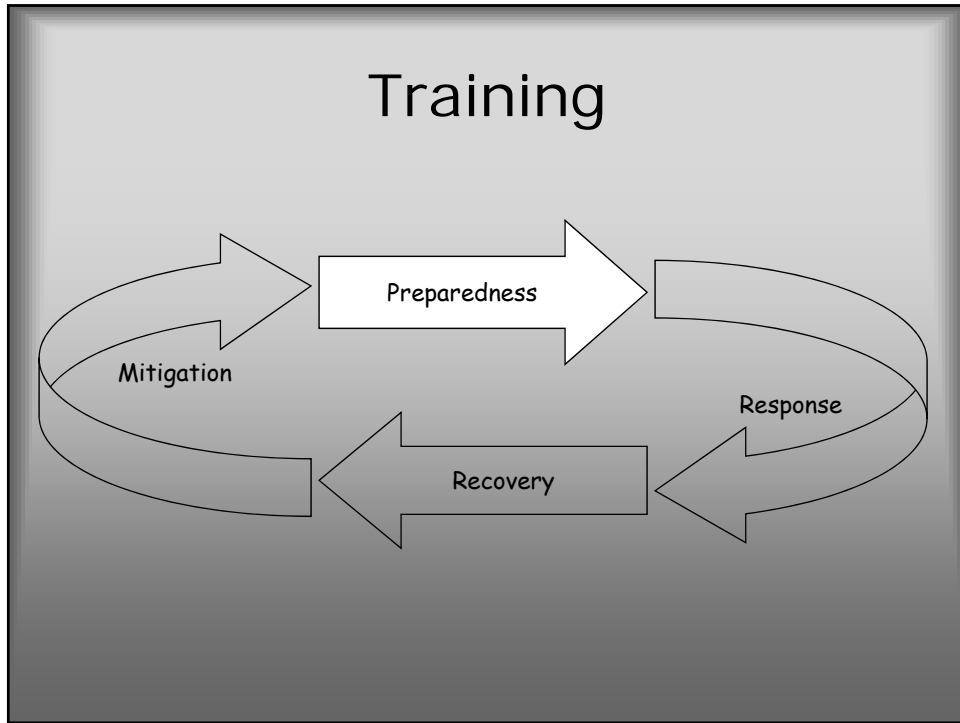 Training
Preparedness
Mitigation
Response
Recovery